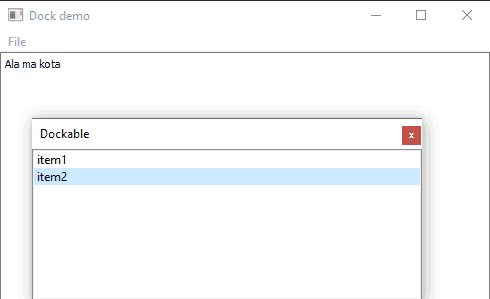 Dock demo
File
Ala ma kota
Dockable
item1
item2